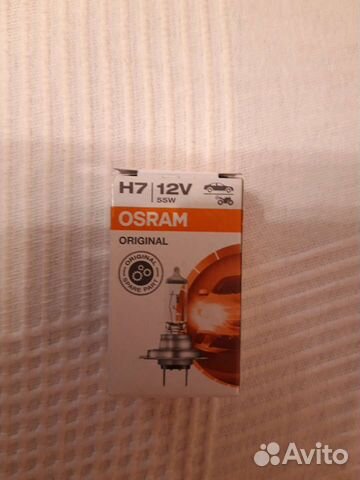 H7 12V
55W
OSRAM
ORIGINAL
ORIGINAL
SPARE PART
Avito